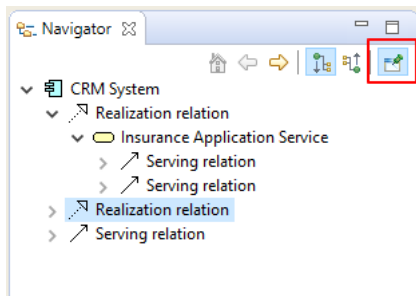 Navigator
CRM System
Realization relation
Insurance Application Service
Serving relation
Serving relation
Realization relation
Serving relation